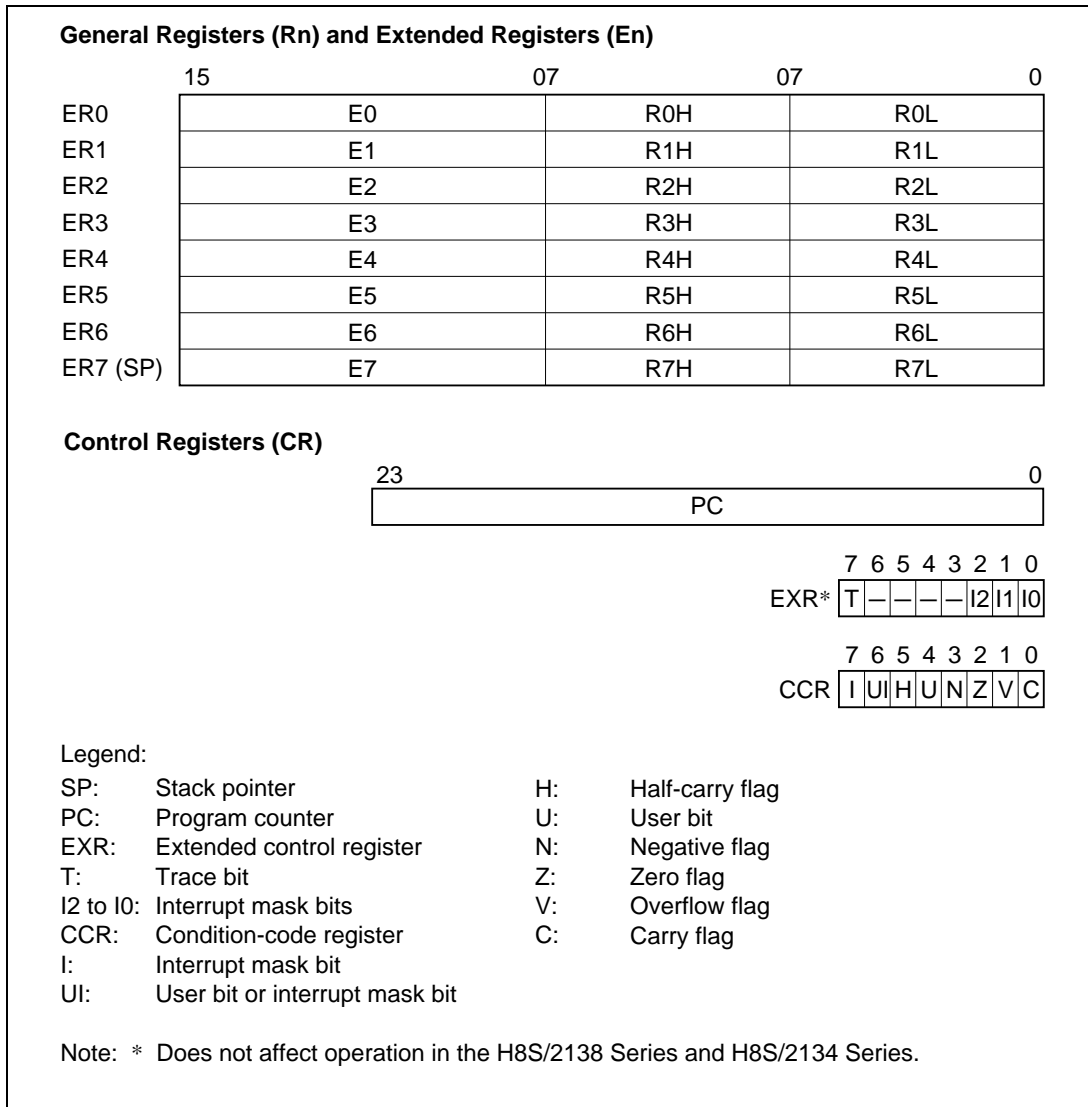 General Registers (Rn) and Extended Registers (En)
15 07 07 0
ER0 E0 R0H R0L
ER1 E1 R1H R1L
ER2 E2 R2H R2L
ER3 E3 R3H R3L
ER4 E4 R4H R4L
ER5 E5 R5H R5L
ER6 E6 R6H R6L
ER7 (SP) E7 R7H R7L
Control Registers (CR)
23 0
PC
7 6 5 4 3 2 1 0
EXR* T — — — — I2 I1 I0
7 6 5 4 3 2 1 0
CCR I UI H U N Z V C
Legend:
SP: Stack pointer
PC: Program counter
EXR: Extended control register
T: Trace bit
I2 to I0: Interrupt mask bits
CCR: Condition-code register
I: Interrupt mask bit
UI: User bit or interrupt mask bit
H: Half-carry flag
U: User bit
N: Negative flag
Z: Zero flag
V: Overflow flag
C: Carry flag
Note: * Does not affect operation in the H8S/2138 Series and H8S/2134 Series.